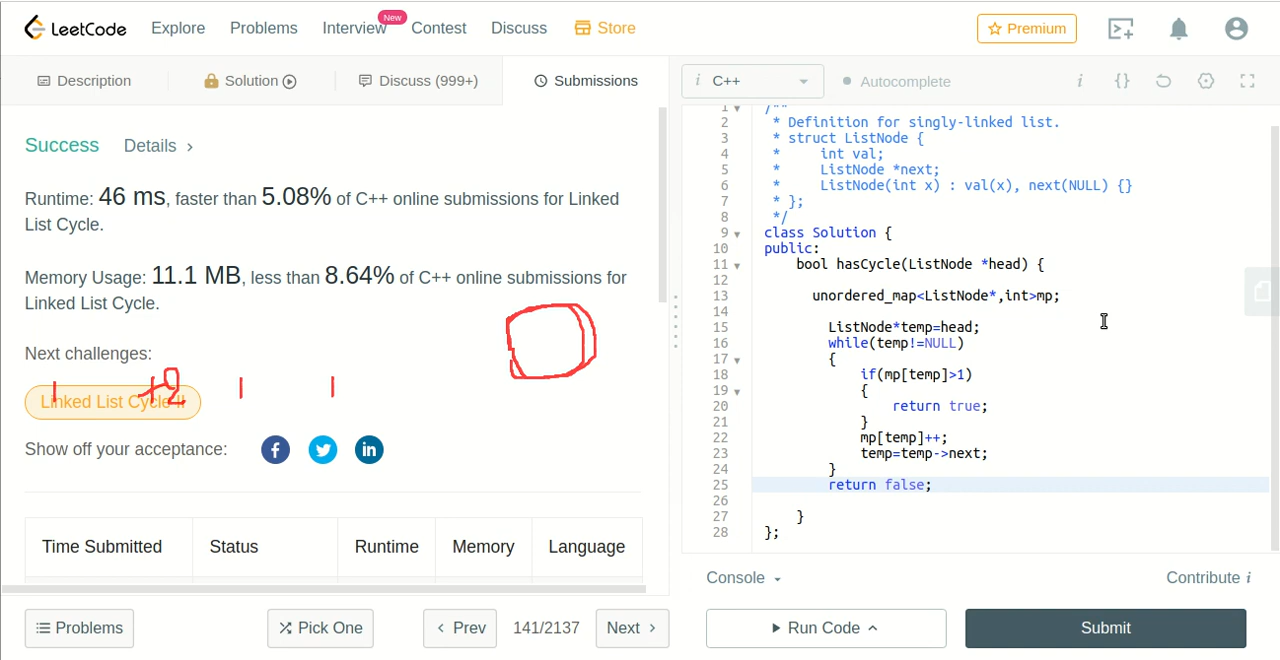 LeetCode Explore Problems Interview New Contest Discuss Store Premium
Description Solution Discuss (999+) Submissions
i C++ Autocomplete i {}
Success Details >
Runtime: 46 ms, faster than 5.08% of C++ online submissions for Linked
List Cycle.
Memory Usage: 11.1 MB, less than 8.64% of C++ online submissions for
Linked List Cycle.
Next challenges:
Linked List Cycle II
1 +2 1 1
Show off your acceptance: f in
Time Submitted Status Runtime Memory Language
1 /**
2 * Definition for singly-linked list.
3 * struct ListNode {
4 *     int val;
5 *     ListNode *next;
6 *     ListNode(int x) : val(x), next(NULL) {}
7 * };
8 */
9 class Solution {
10 public:
11     bool hasCycle(ListNode *head) {
12
13       unordered_map<ListNode*,int>mp;
14
15         ListNode*temp=head;
16         while(temp!=NULL)
17         {
18             if(mp[temp]>1)
19             {
20                 return true;
21             }
22             mp[temp]++;
23             temp=temp->next;
24         }
25         return false;
26
27     }
28 };
Console Contribute i
Problems Pick One < Prev 141/2137 Next > Run Code Submit